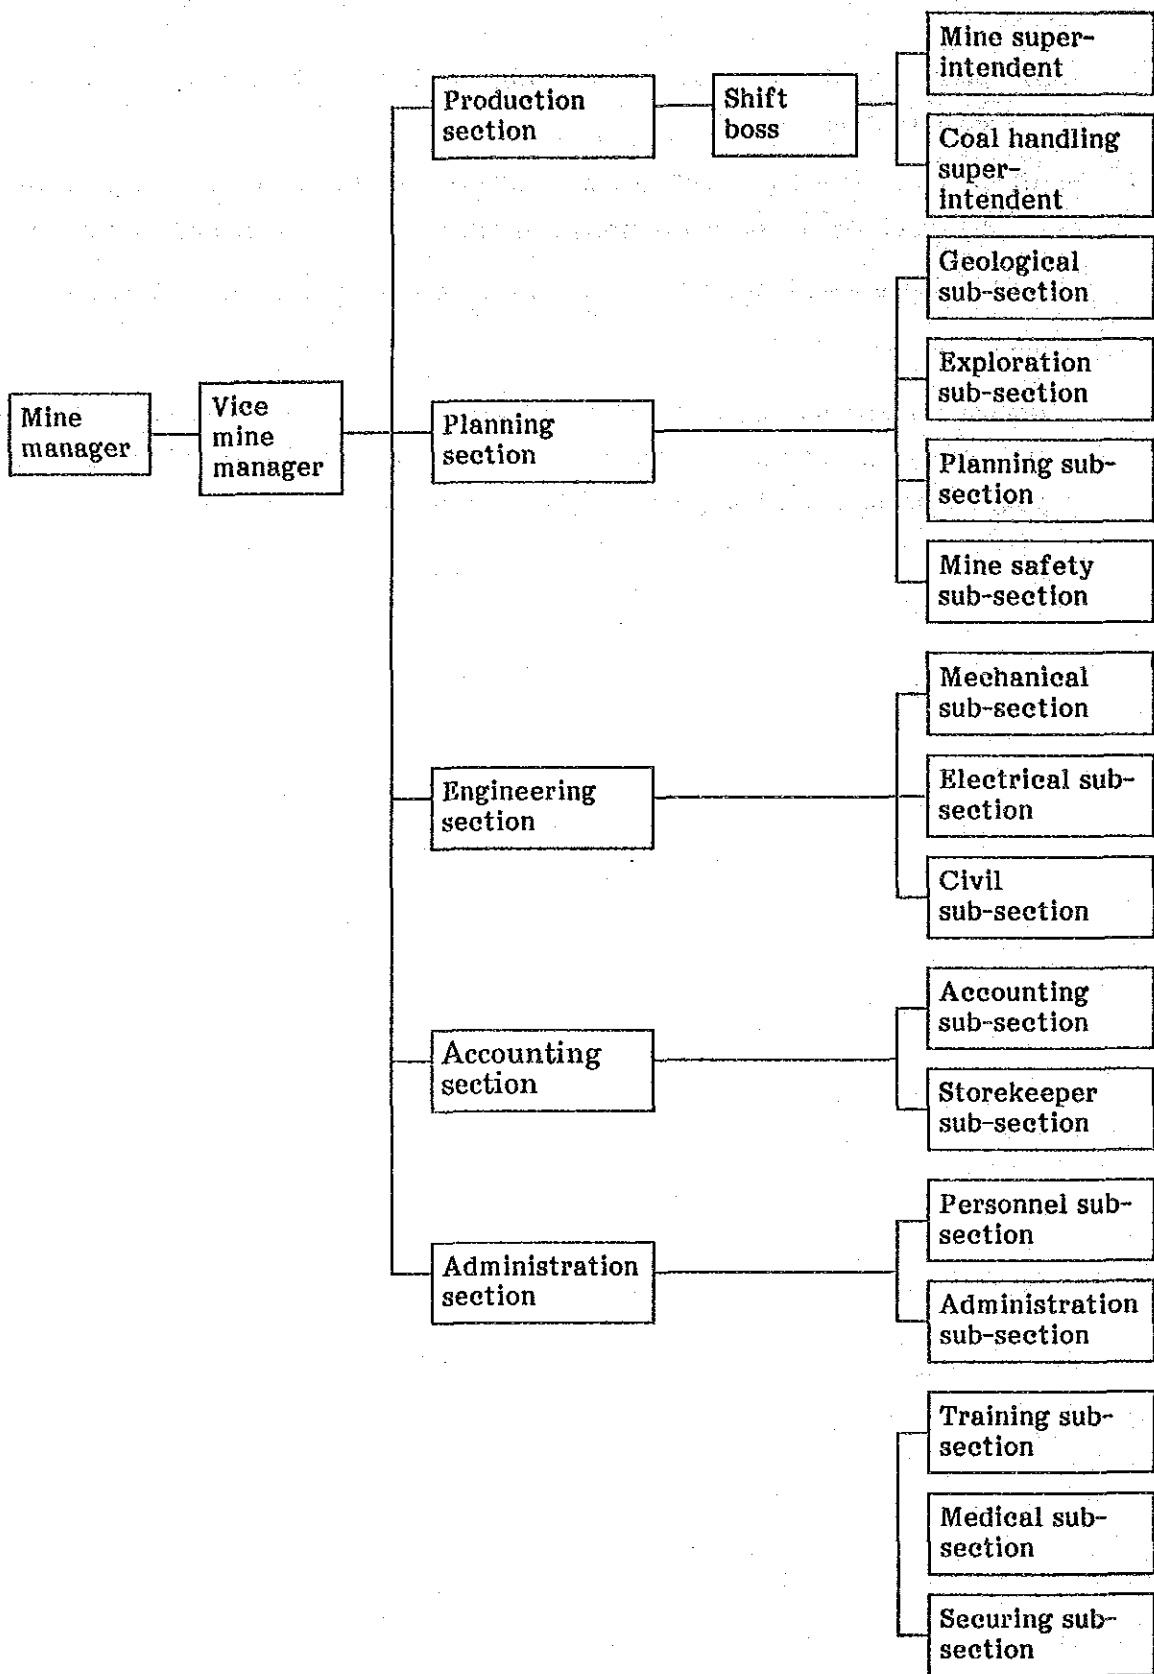 Mine
manager
Vice
mine
manager
Production
section
Shift
boss
Mine super-
intendent
Coal handling
super-
intendent
Planning
section
Geological
sub-section
Exploration
sub-section
Planning sub-
section
Mine safety
sub-section
Engineering
section
Mechanical
sub-section
Electrical sub-
section
Civil
sub-section
Accounting
section
Accounting
sub-section
Storekeeper
sub-section
Administration
section
Personnel sub-
section
Administration
sub-section
Training sub-
section
Medical sub-
section
Securing sub-
section